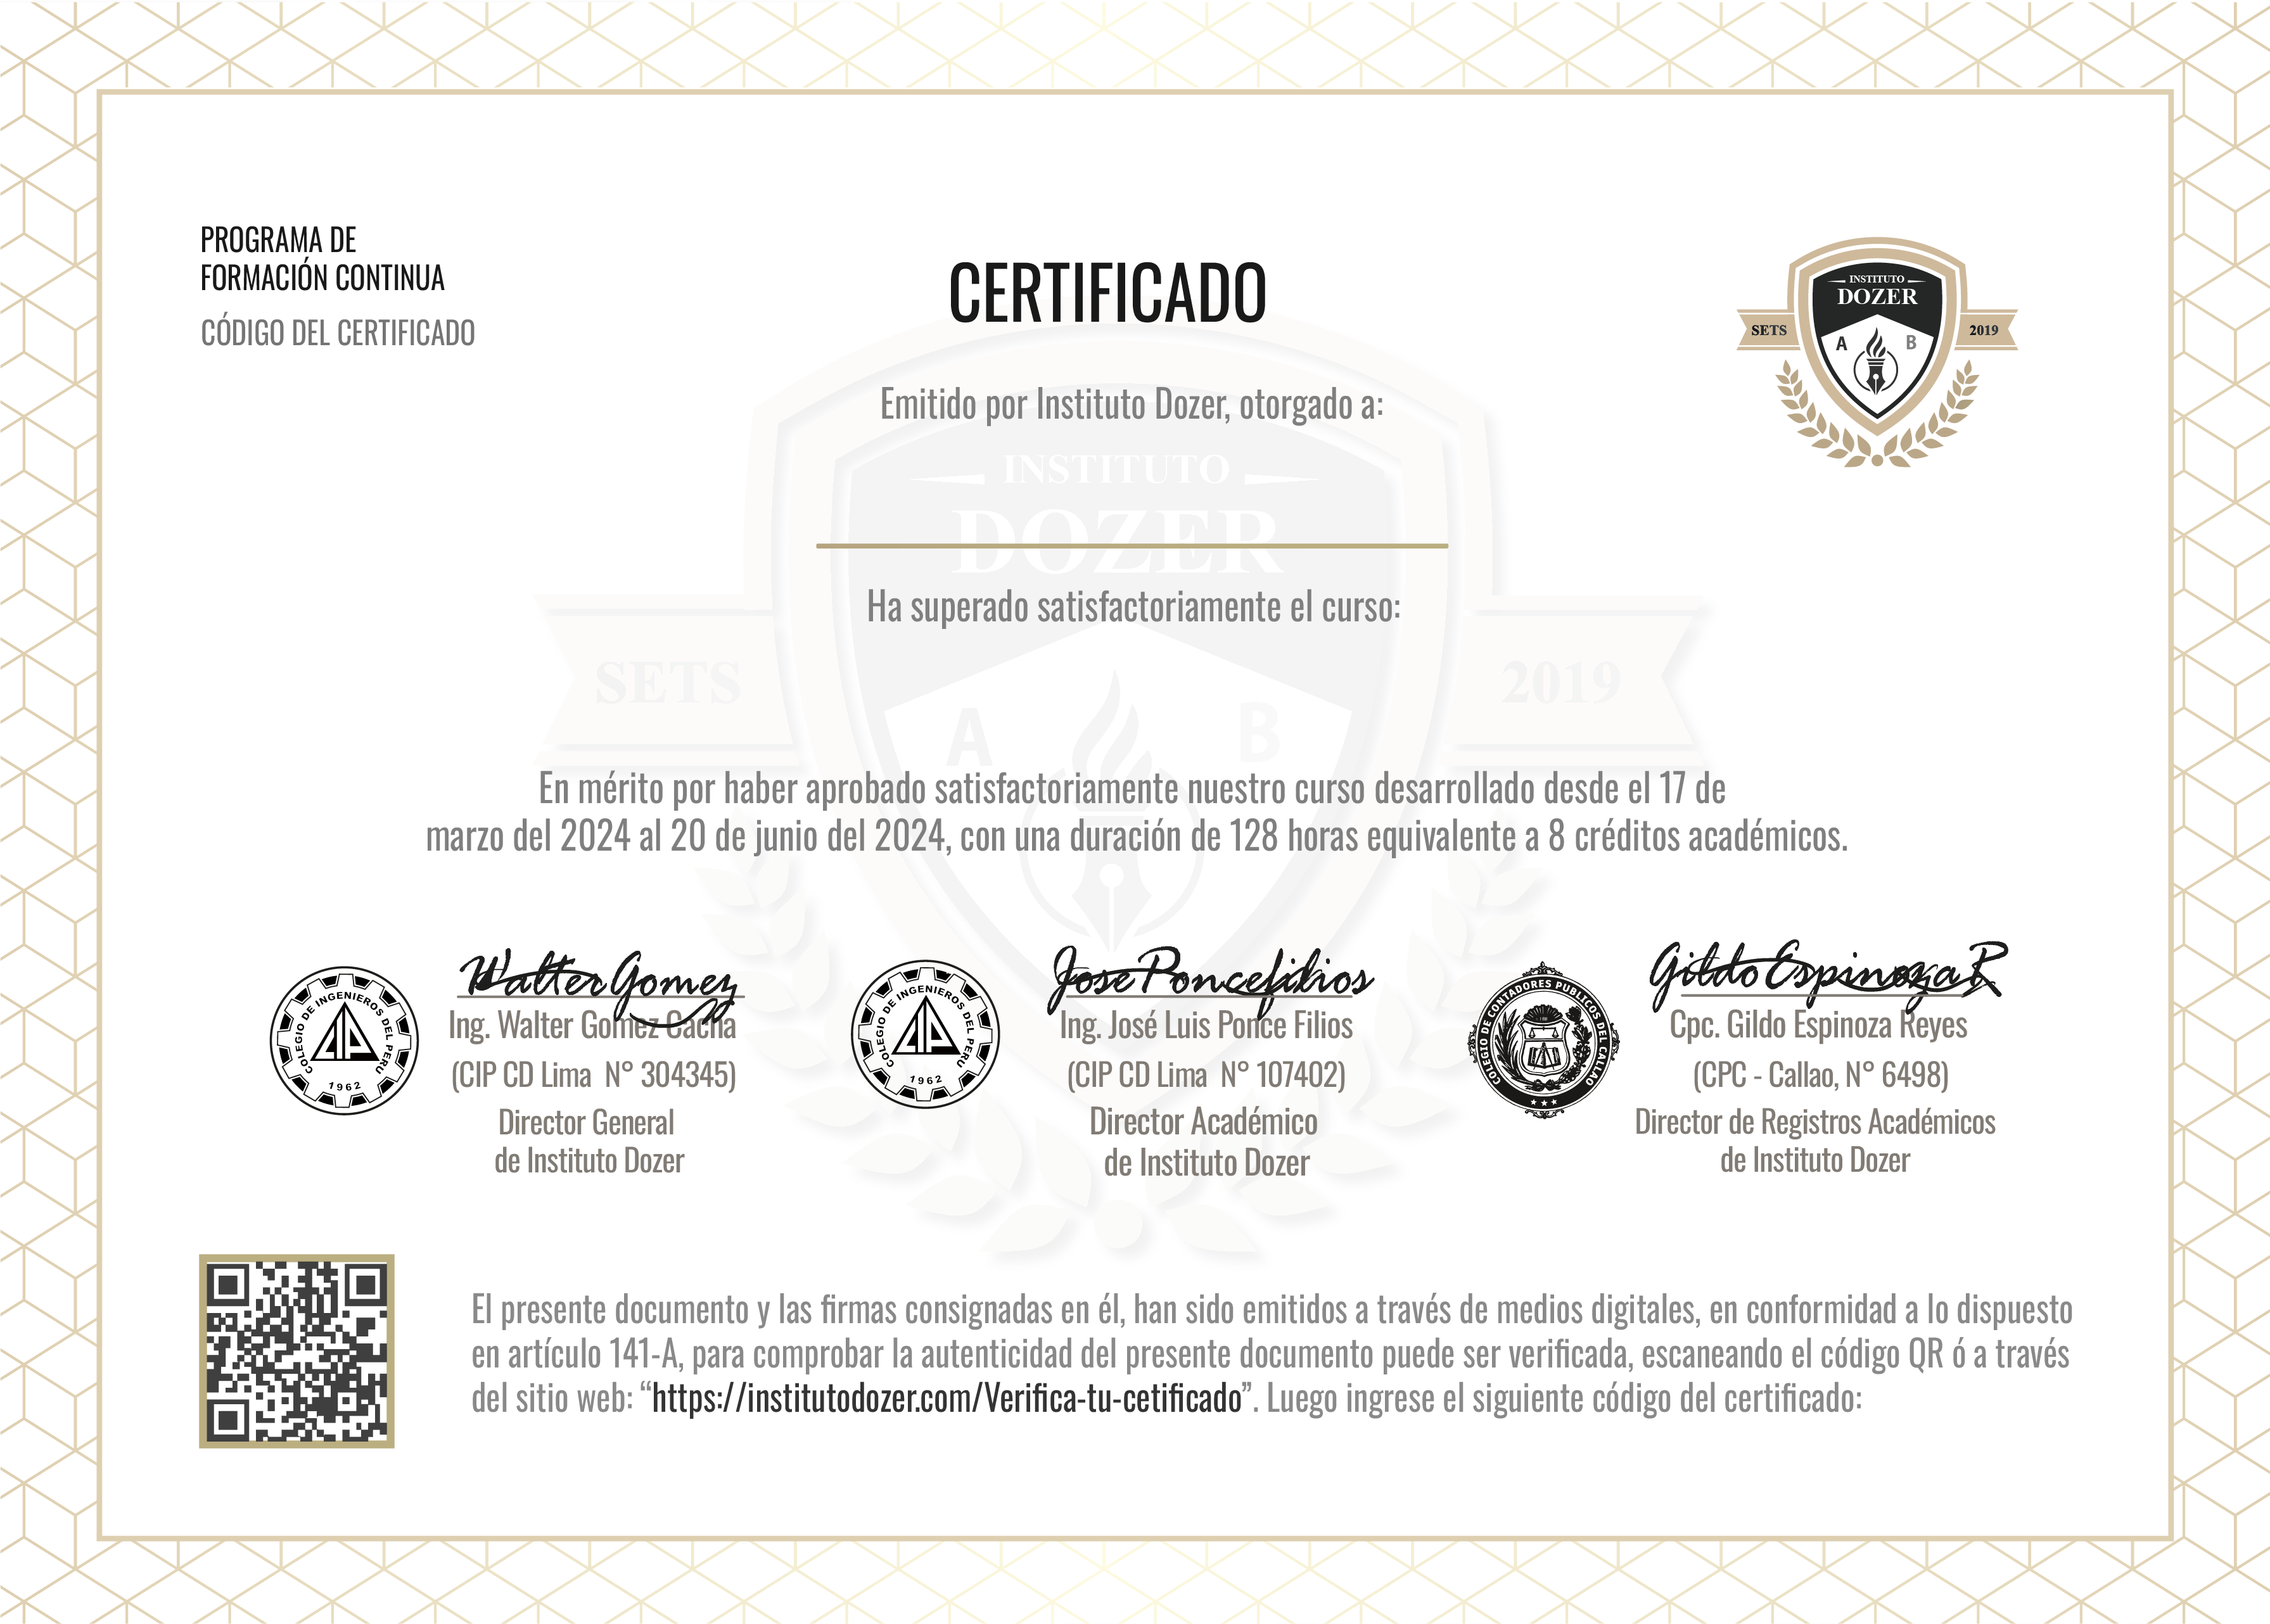 PROGRAMA DE
FORMACIÓN CONTINUA
CÓDIGO DEL CERTIFICADO
CERTIFICADO
INSTITUTO
DOZER
SETS
2019
A
B
Emitido por Instituto Dozer, otorgado a:
INSTITUTO
DOZER
Ha superado satisfactoriamente el curso:
SETS
2019
A
B
En mérito por haber aprobado satisfactoriamente nuestro curso desarrollado desde el 17 de
marzo del 2024 al 20 de junio del 2024, con una duración de 128 horas equivalente a 8 créditos académicos.
COLEGIO DE INGENIEROS DEL PERU
1962
Walter Gomez
Ing. Walter Gomez Cacha
(CIP CD Lima N° 304345)
Director General
de Instituto Dozer
COLEGIO DE INGENIEROS DEL PERU
1962
Jose Poncefilios
Ing. José Luis Ponce Filios
(CIP CD Lima N° 107402)
Director Académico
de Instituto Dozer
COLEGIO DE CONTADORES PUBLICOS DEL CALLAO
Gildo Espinoza R
Cpc. Gildo Espinoza Reyes
(CPC - Callao, N° 6498)
Director de Registros Académicos
de Instituto Dozer
El presente documento y las firmas consignadas en él, han sido emitidos a través de medios digitales, en conformidad a lo dispuesto
en artículo 141-A, para comprobar la autenticidad del presente documento puede ser verificada, escaneando el código QR ó a través
del sitio web: “https://institutodozer.com/Verifica-tu-cetificado”. Luego ingrese el siguiente código del certificado: